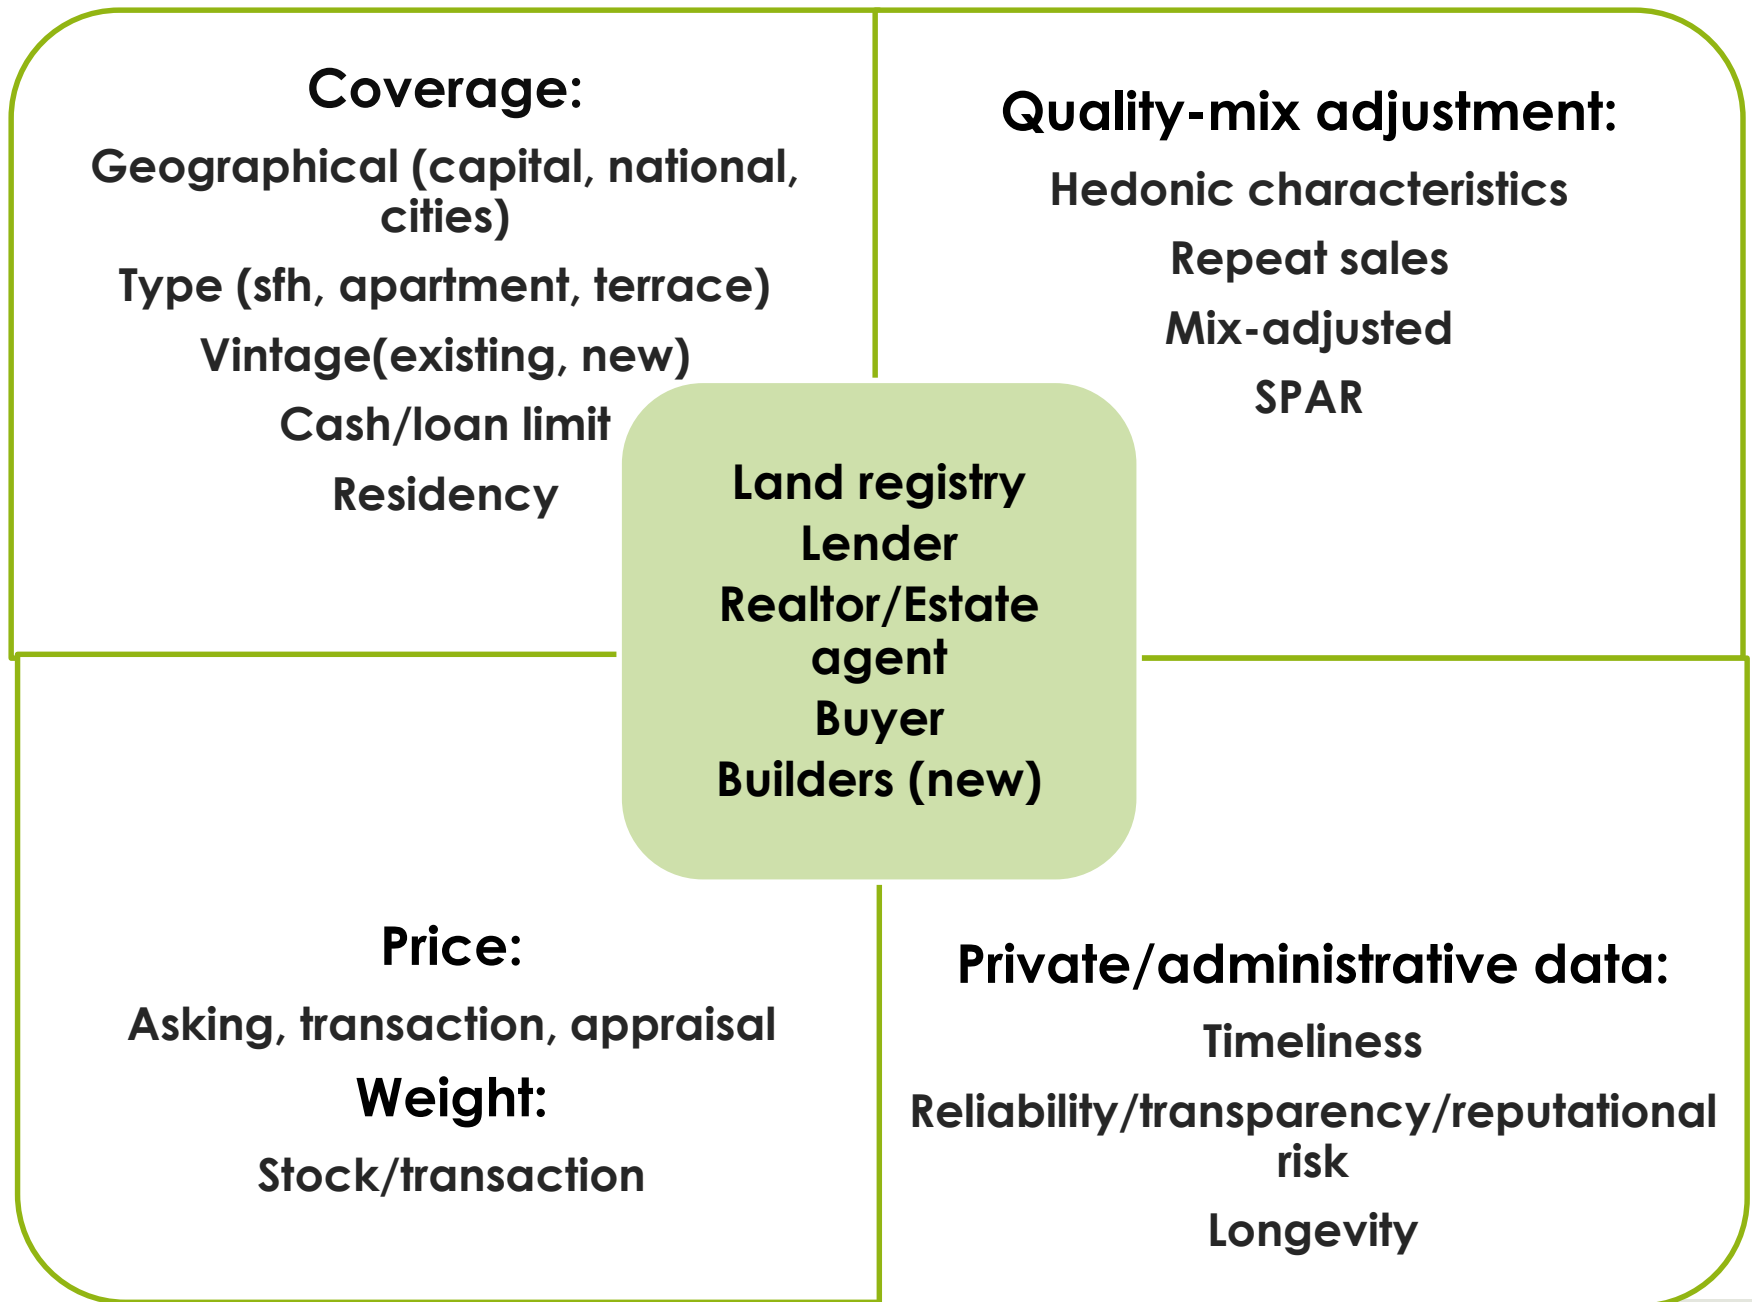 Coverage:
Geographical (capital, national,
cities)
Type (sfh, apartment, terrace)
Vintage(existing, new)
Cash/loan limit
Residency
Quality-mix adjustment:
Hedonic characteristics
Repeat sales
Mix-adjusted
SPAR
Land registry
Lender
Realtor/Estate
agent
Buyer
Builders (new)
Price:
Asking, transaction, appraisal
Weight:
Stock/transaction
Private/administrative data:
Timeliness
Reliability/transparency/reputational
risk
Longevity